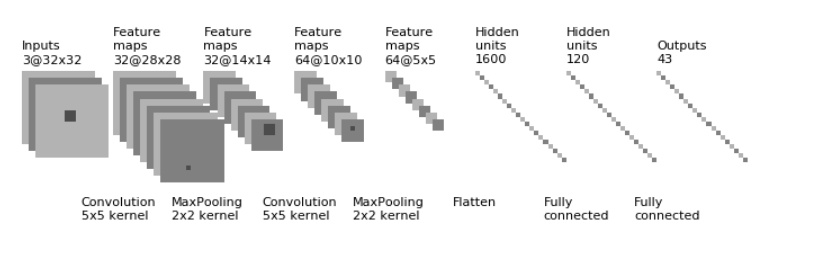 Inputs
3@32x32
Feature
maps
32@28x28
Feature
maps
32@14x14
Feature
maps
64@10x10
Feature
maps
64@5x5
Hidden
units
1600
Hidden
units
120
Outputs
43
Convolution
5x5 kernel
MaxPooling
2x2 kernel
Convolution
5x5 kernel
MaxPooling
2x2 kernel
Flatten
Fully
connected
Fully
connected